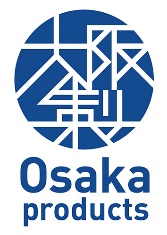 大阪製
Osaka
products